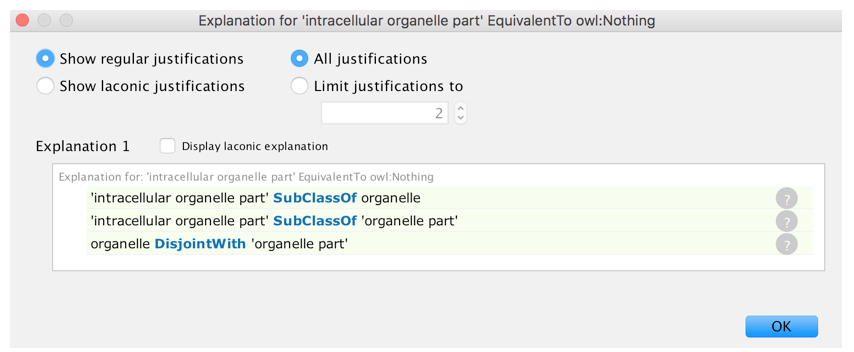 Explanation for 'intracellular organelle part' EquivalentTo owl:Nothing
Show regular justifications
All justifications
Show laconic justifications
Limit justifications to
2
Explanation 1
Display laconic explanation
Explanation for: 'intracellular organelle part' EquivalentTo owl:Nothing
'intracellular organelle part' SubClassOf organelle
?
'intracellular organelle part' SubClassOf 'organelle part'
?
organelle DisjointWith 'organelle part'
?
OK